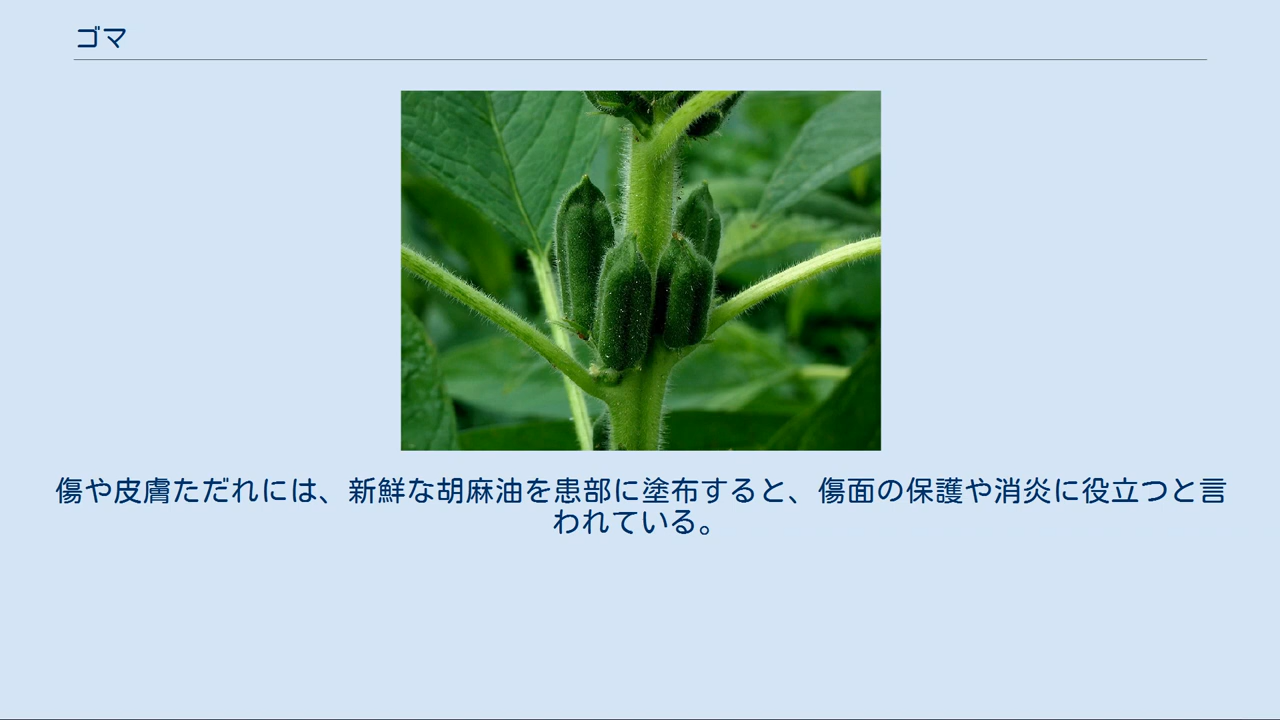 ゴマ
傷や皮膚ただれには、新鮮な胡麻油を患部に塗布すると、傷面の保護や消炎に役立つと言
われている。